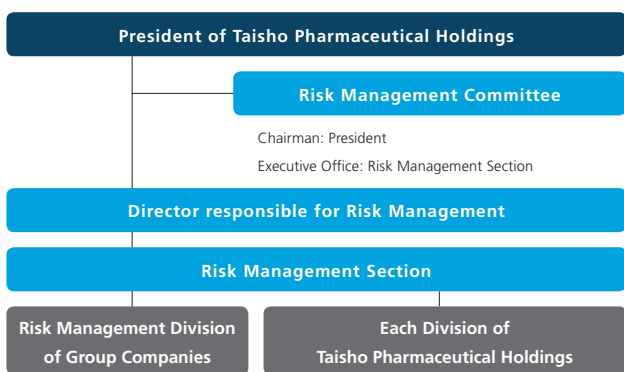 President of Taisho Pharmaceutical Holdings
Risk Management Committee
Chairman: President
Executive Office: Risk Management Section
Director responsible for Risk Management
Risk Management Section
Risk Management Division
of Group Companies
Each Division of
Taisho Pharmaceutical Holdings